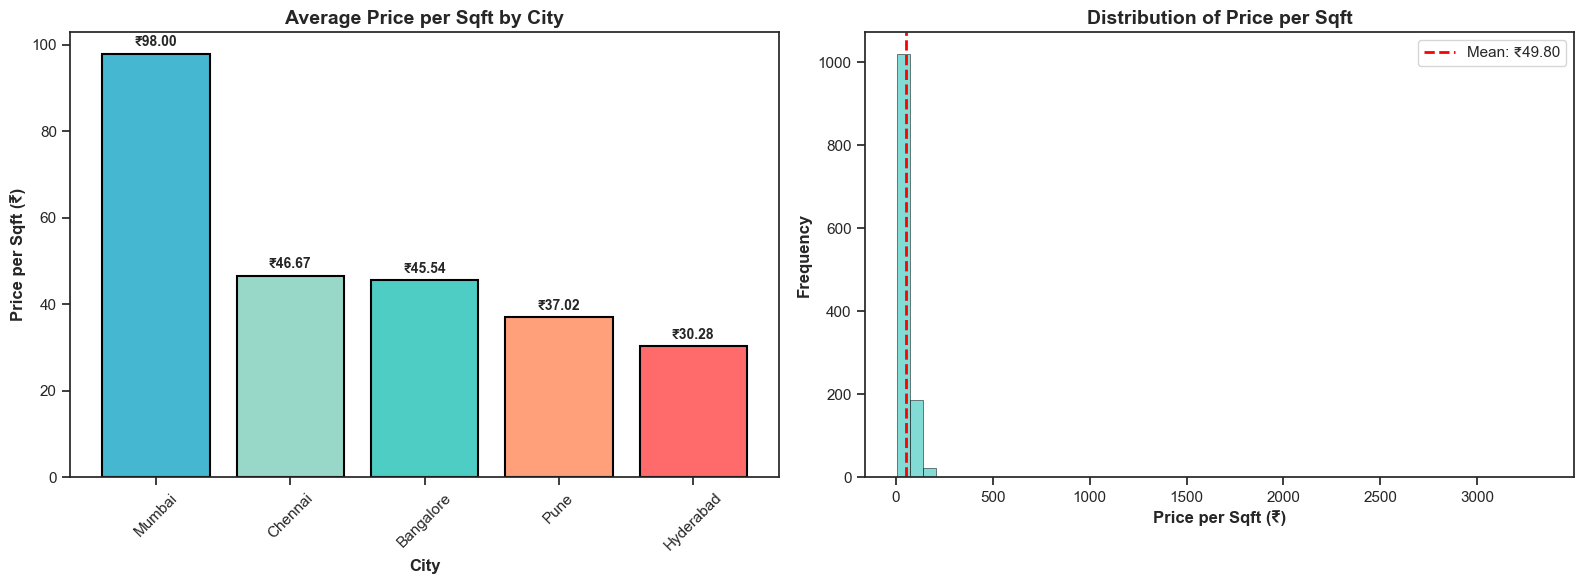 Average Price per Sqft by City
Price per Sqft (₹)
100
80
60
40
20
0
₹98.00
₹46.67
₹45.54
₹37.02
₹30.28
Mumbai
Chennai
Bangalore
Pune
Hyderabad
City
Distribution of Price per Sqft
Mean: ₹49.80
Frequency
1000
800
600
400
200
0
0
500
1000
1500
2000
2500
3000
Price per Sqft (₹)